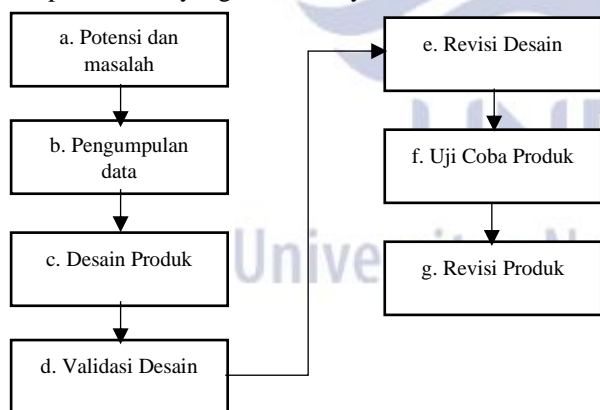 a. Potensi dan
masalah
b. Pengumpulan
data
c. Desain Produk
d. Validasi Desain
e. Revisi Desain
f. Uji Coba Produk
g. Revisi Produk